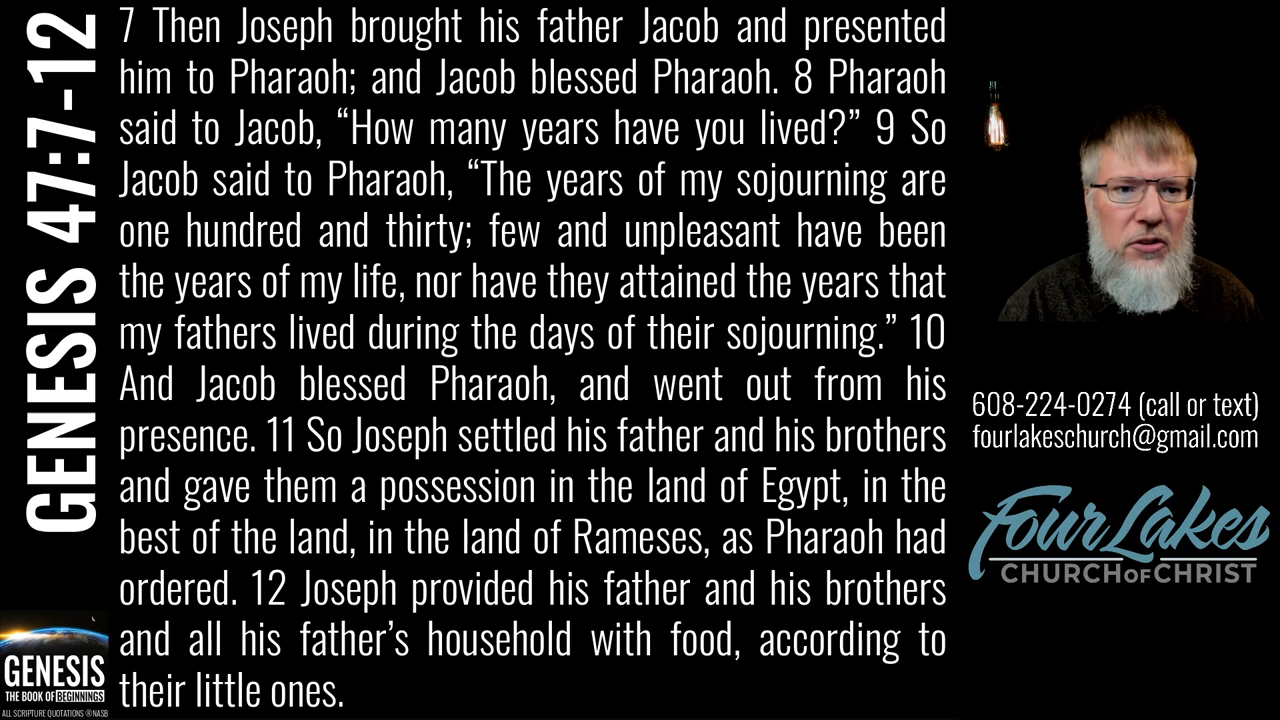 GENESIS 47:7-12
7 Then Joseph brought his father Jacob and presented
him to Pharaoh; and Jacob blessed Pharaoh. 8 Pharaoh
said to Jacob, “How many years have you lived?” 9 So
Jacob said to Pharaoh, “The years of my sojourning are
one hundred and thirty; few and unpleasant have been
the years of my life, nor have they attained the years that
my fathers lived during the days of their sojourning.” 10
And Jacob blessed Pharaoh, and went out from his
presence. 11 So Joseph settled his father and his brothers
and gave them a possession in the land of Egypt, in the
best of the land, in the land of Rameses, as Pharaoh had
ordered. 12 Joseph provided his father and his brothers
and all his father’s household with food, according to
their little ones.
GENESIS
THE BOOK OF BEGINNINGS
ALL SCRIPTURE QUOTATIONS ®NASB
608-224-0274 (call or text)
fourlakeschurch@gmail.com
Four Lakes
CHURCH OF CHRIST